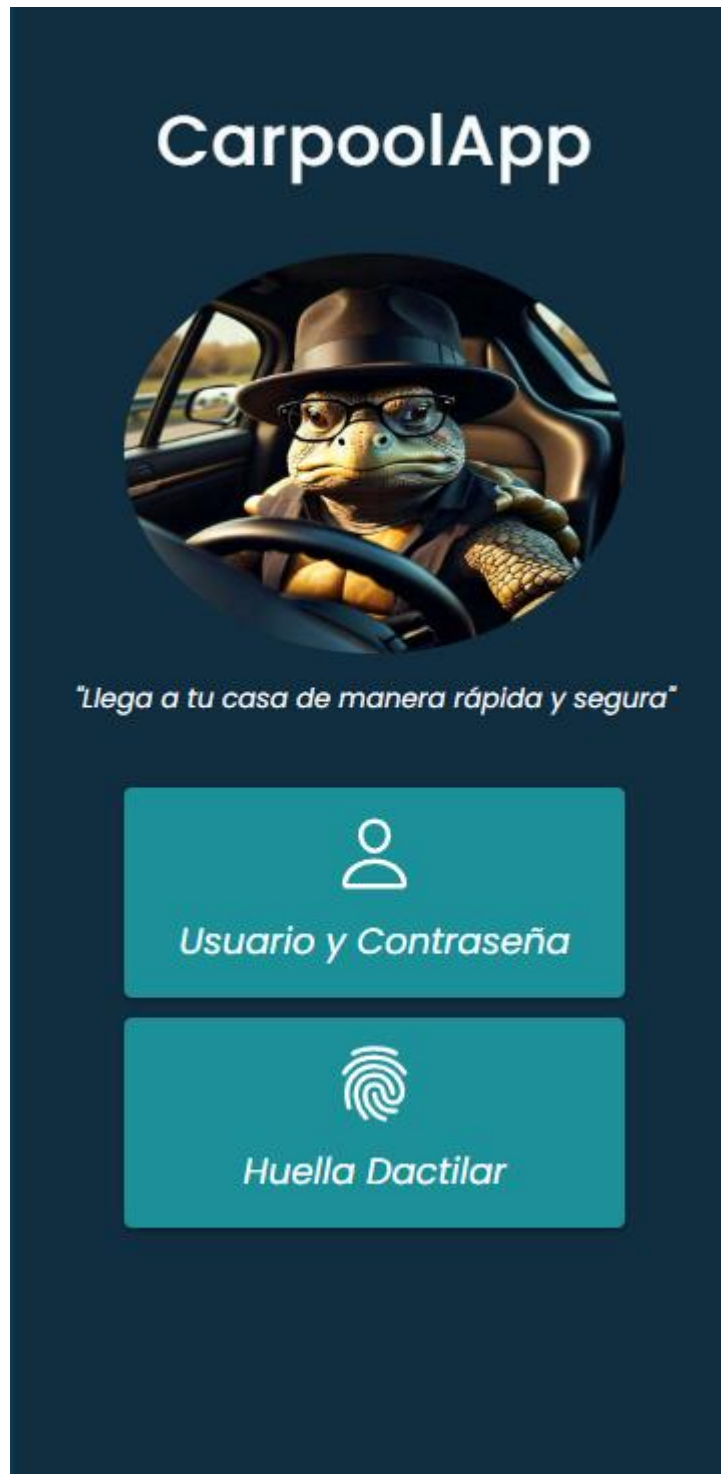 CarpoolApp
"Llega a tu casa de manera rápida y segura"
Usuario y Contraseña
Huella Dactilar